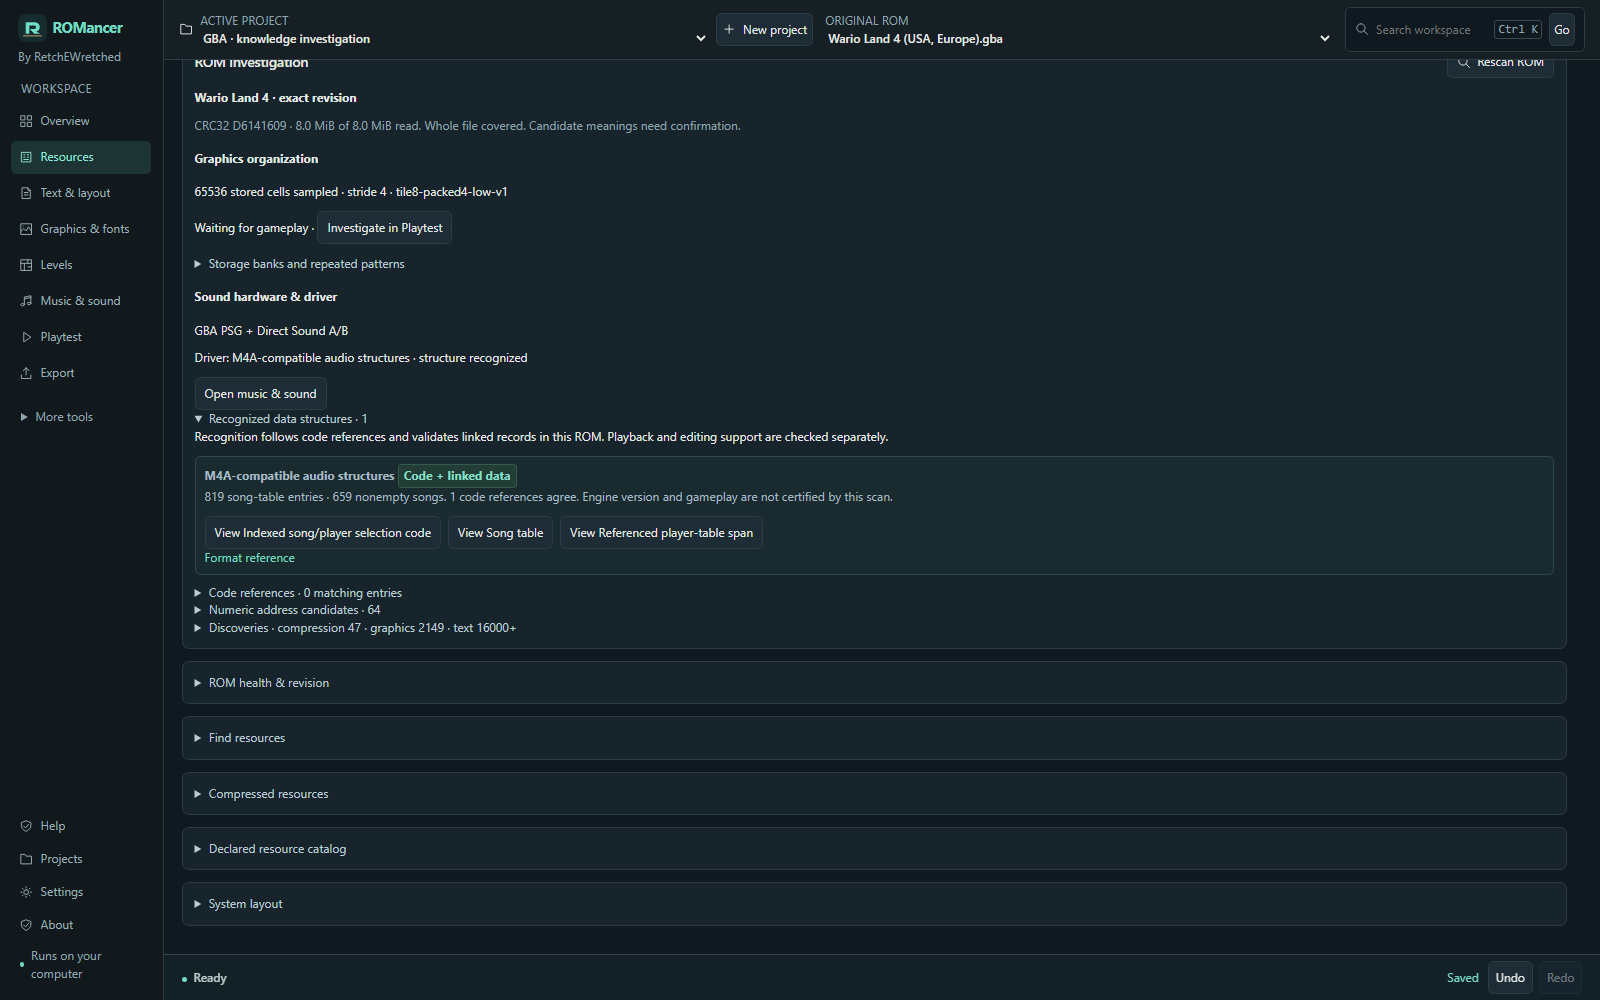 ROMancer
By RetchEWretched
WORKSPACE
Overview
Resources
Text & layout
Graphics & fonts
Levels
Music & sound
Playtest
Export
More tools
Help
Projects
Settings
About
Runs on your
computer
ACTIVE PROJECT
GBA · knowledge investigation
New project
ORIGINAL ROM
Wario Land 4 (USA, Europe).gba
Search workspace
Ctrl K
Go
ROM investigation
Rescan ROM
Wario Land 4 · exact revision
CRC32 D6141609 · 8.0 MiB of 8.0 MiB read. Whole file covered. Candidate meanings need confirmation.
Graphics organization
65536 stored cells sampled · stride 4 · tile8-packed4-low-v1
Waiting for gameplay · Investigate in Playtest
Storage banks and repeated patterns
Sound hardware & driver
GBA PSG + Direct Sound A/B
Driver: M4A-compatible audio structures · structure recognized
Open music & sound
Recognized data structures · 1
Recognition follows code references and validates linked records in this ROM. Playback and editing support are checked separately.
M4A-compatible audio structures Code + linked data
819 song-table entries · 659 nonempty songs. 1 code references agree. Engine version and gameplay are not certified by this scan.
View Indexed song/player selection code
View Song table
View Referenced player-table span
Format reference
Code references · 0 matching entries
Numeric address candidates · 64
Discoveries · compression 47 · graphics 2149 · text 16000+
ROM health & revision
Find resources
Compressed resources
Declared resource catalog
System layout
Ready
Saved
Undo
Redo